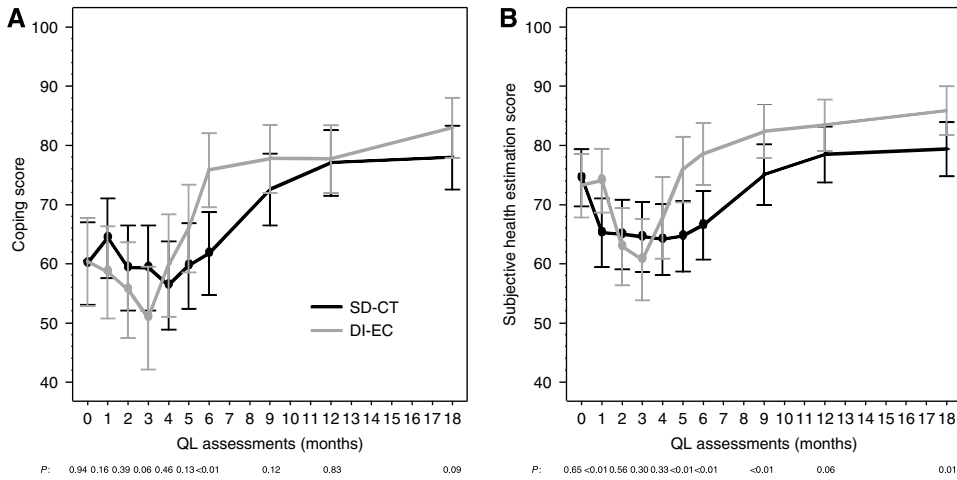 A
B
100
90
80
70
60
50
40
Coping score
SD-CT
DI-EC
0 1 2 3 4 5 6 7 8 9 10 11 12 13 14 15 16 17 18
QL assessments (months)
P: 0.94 0.16 0.39 0.06 0.46 0.13 <0.01 0.12 0.83 0.09
100
90
80
70
60
50
40
Subjective health estimation score
0 1 2 3 4 5 6 7 8 9 10 11 12 13 14 15 16 17 18
QL assessments (months)
P: 0.65 <0.01 0.56 0.30 0.33 <0.01 <0.01 <0.01 0.06 0.01